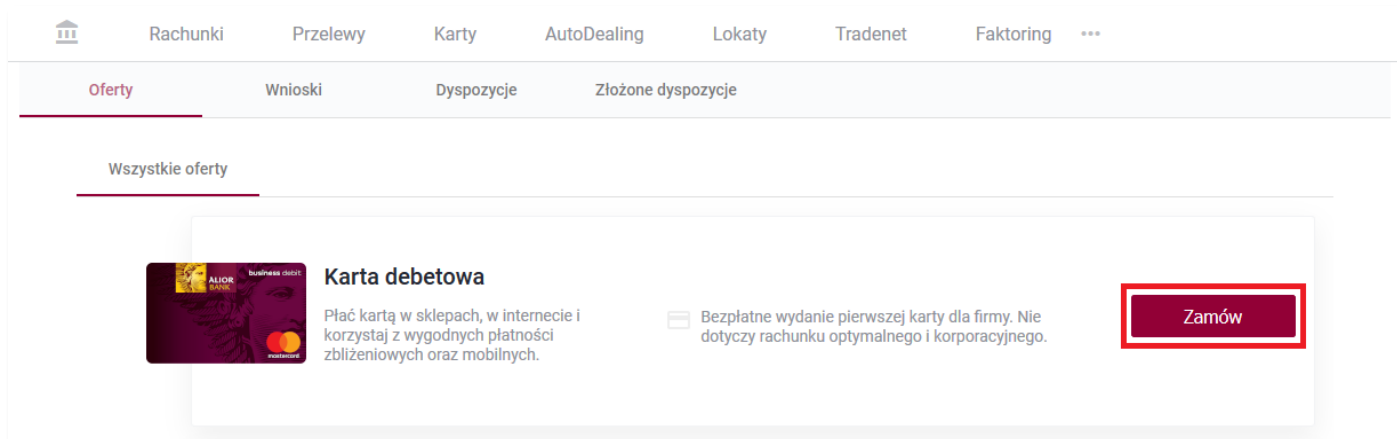 Rachunki Przelewy Karty AutoDealing Lokaty Tradenet Faktoring •••
Oferty Wnioski Dyspozycje Złożone dyspozycje
Wszystkie oferty
ALIOR
BANK
business debit
mastercard
Karta debetowa
Płać kartą w sklepach, w internecie i
korzystaj z wygodnych płatności
zbliżeniowych oraz mobilnych.
Bezpłatne wydanie pierwszej karty dla firmy. Nie
dotyczy rachunku optymalnego i korporacyjnego.
Zamów